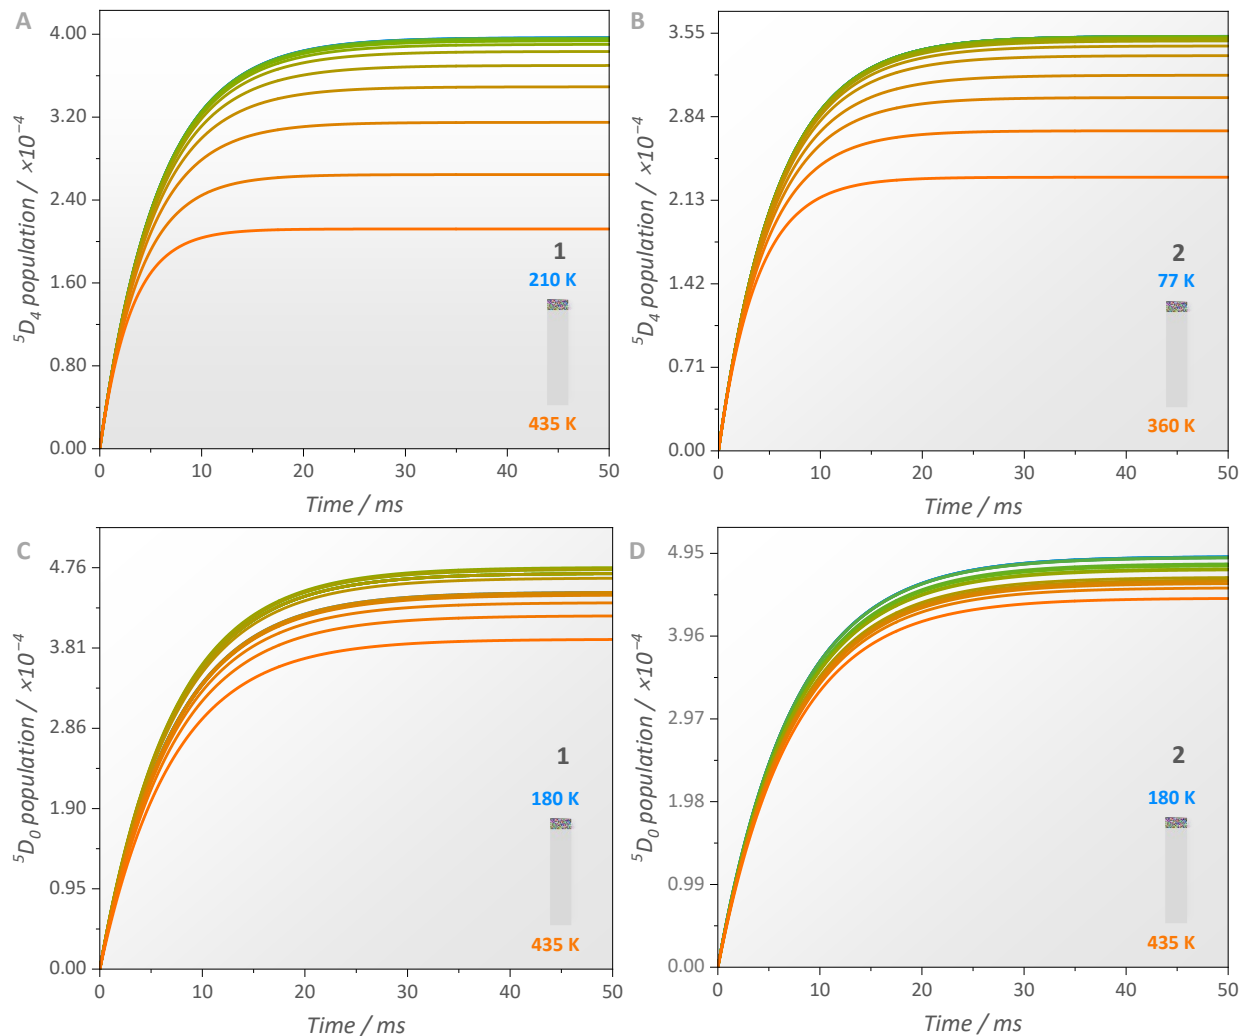 A
⁵D₄ population / ×10⁻⁴
4.00
3.20
2.40
1.60
0.80
0.00
1
210 K
435 K
0 10 20 30 40 50
Time / ms
B
⁵D₄ population / ×10⁻⁴
3.55
2.84
2.13
1.42
0.71
0.00
2
77 K
360 K
0 10 20 30 40 50
Time / ms
C
⁵D₀ population / ×10⁻⁴
4.76
3.81
2.86
1.90
0.95
0.00
1
180 K
435 K
0 10 20 30 40 50
Time / ms
D
⁵D₀ population / ×10⁻⁴
4.95
3.96
2.97
1.98
0.99
0.00
2
180 K
435 K
0 10 20 30 40 50
Time / ms